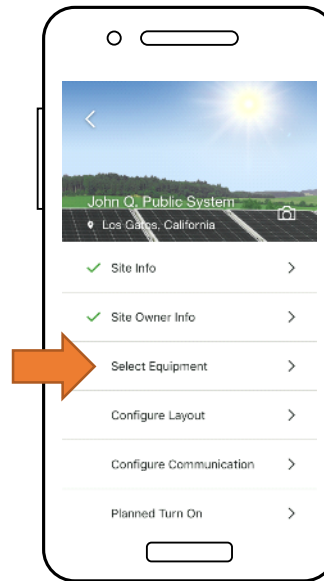 John Q. Public System
Los Gatos, California
Site Info
Site Owner Info
Select Equipment
Configure Layout
Configure Communication
Planned Turn On